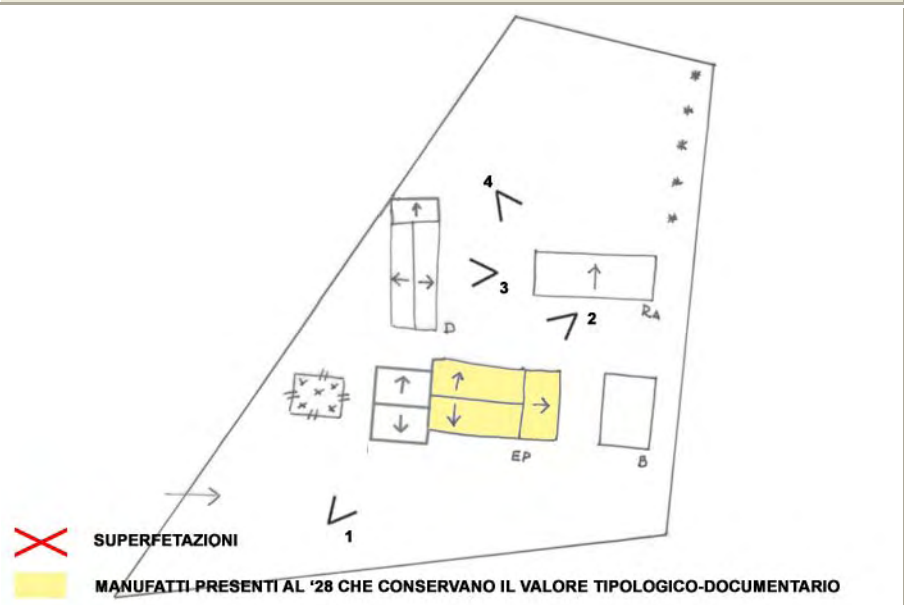 4
3
2
RA
D
EP
B
1
SUPERFETAZIONI
MANUFATTI PRESENTI AL '28 CHE CONSERVANO IL VALORE TIPOLOGICO-DOCUMENTARIO